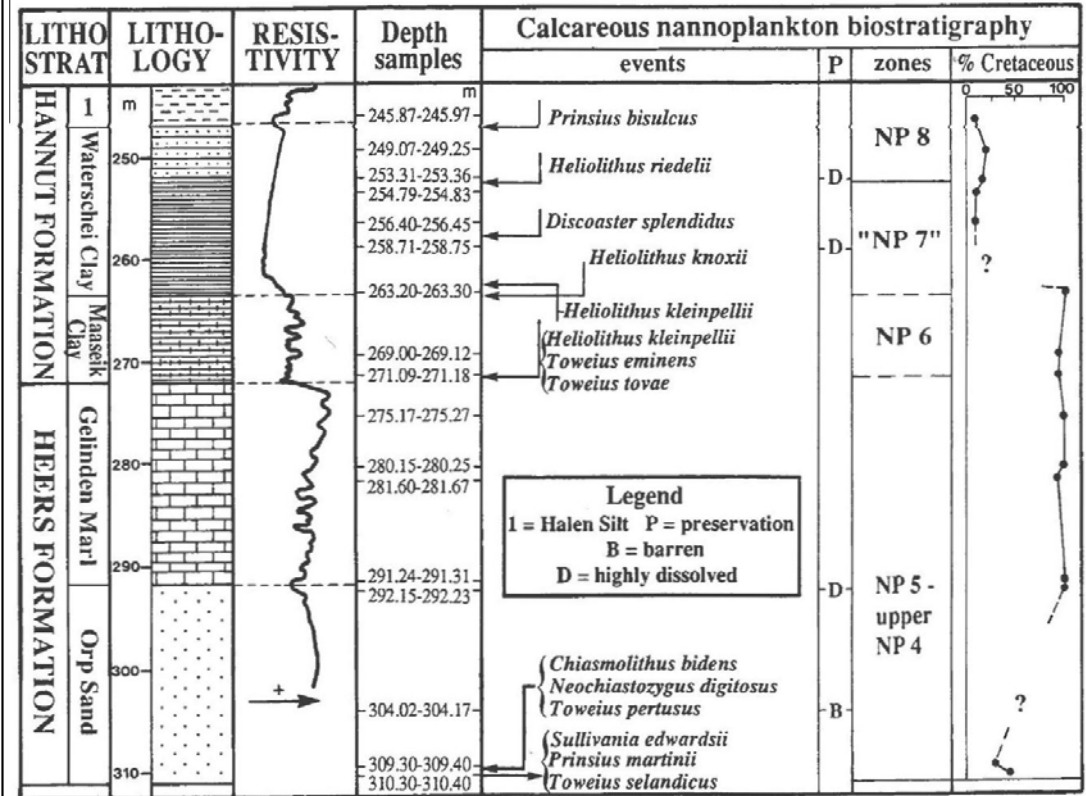 LITHO STRAT
LITHO-LOGY
RESIS-TIVITY
Depth samples
Calcareous nannoplankton biostratigraphy
events
P
zones
% Cretaceous
m
m
0 50 100
HANNUT FORMATION
HEERS FORMATION
1
Waterschei Clay
Maaseik Clay
Gelinden Marl
Orp Sand
250
260
270
280
290
300
310
+
245.87-245.97
249.07-249.25
253.31-253.36
254.79-254.83
256.40-256.45
258.71-258.75
263.20-263.30
269.00-269.12
271.09-271.18
275.17-275.27
280.15-280.25
281.60-281.67
291.24-291.31
292.15-292.23
304.02-304.17
309.30-309.40
310.30-310.40
Prinsius bisulcus
Heliolithus riedelii
Discoaster splendidus
Heliolithus knoxii
Heliolithus kleinpellii
Heliolithus kleinpellii
Toweius eminens
Toweius tovae
Legend
1 = Halen Silt P = preservation
B = barren
D = highly dissolved
Chiasmolithus bidens
Neochiastozygus digitosus
Toweius pertusus
Sullivania edwardsii
Prinsius martinii
Toweius selandicus
D
D
D
B
NP 8
"NP 7"
NP 6
NP 5 -
upper
NP 4
?
?